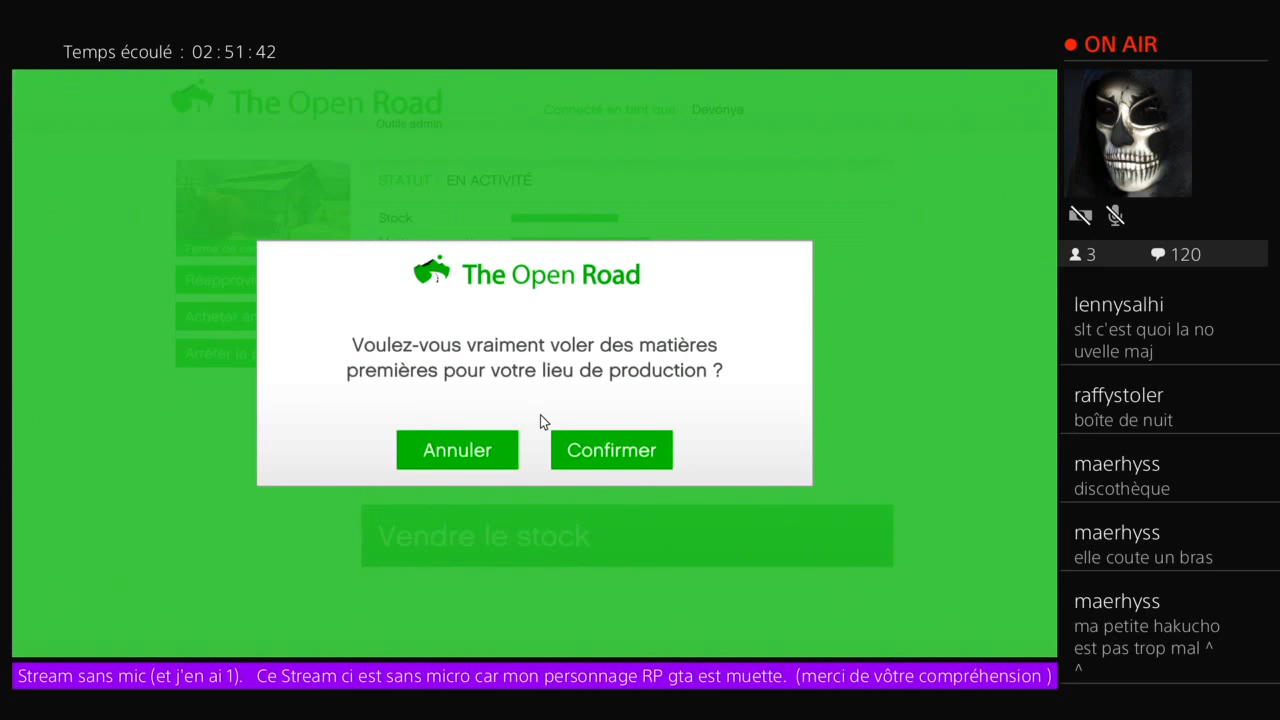 Temps écoulé : 02:51:42
ON AIR
The Open Road
Outils admin
Connecté en tant que Devonya
STATUT EN ACTIVITÉ
Stock
Réapprovi
Acheter
Arrêter la
The Open Road
Voulez-vous vraiment voler des matières
premières pour votre lieu de production ?
Annuler
Confirmer
Vendre le stock
3
120
lennysalhi
slt c'est quoi la no
uvelle maj
raffystoler
boîte de nuit
maerhyss
discothèque
maerhyss
elle coute un bras
maerhyss
ma petite hakucho
est pas trop mal ^
^
Stream sans mic (et j'en ai 1). Ce Stream ci est sans micro car mon personnage RP gta est muette. (merci de vôtre compréhension )